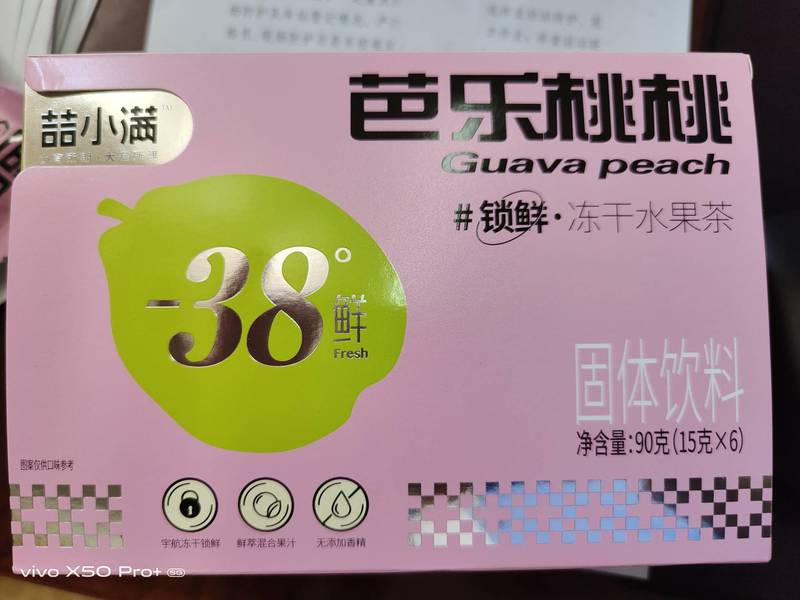 喆小满
TM
芭乐桃桃
Guava peach
#锁鲜·冻干水果茶
-38°
鲜
Fresh
固体饮料
净含量:90克(15克×6)
图案仅供口味参考
宇航冻干锁鲜
鲜萃混合果汁
无添加香精
vivo X50 Pro+ 5G